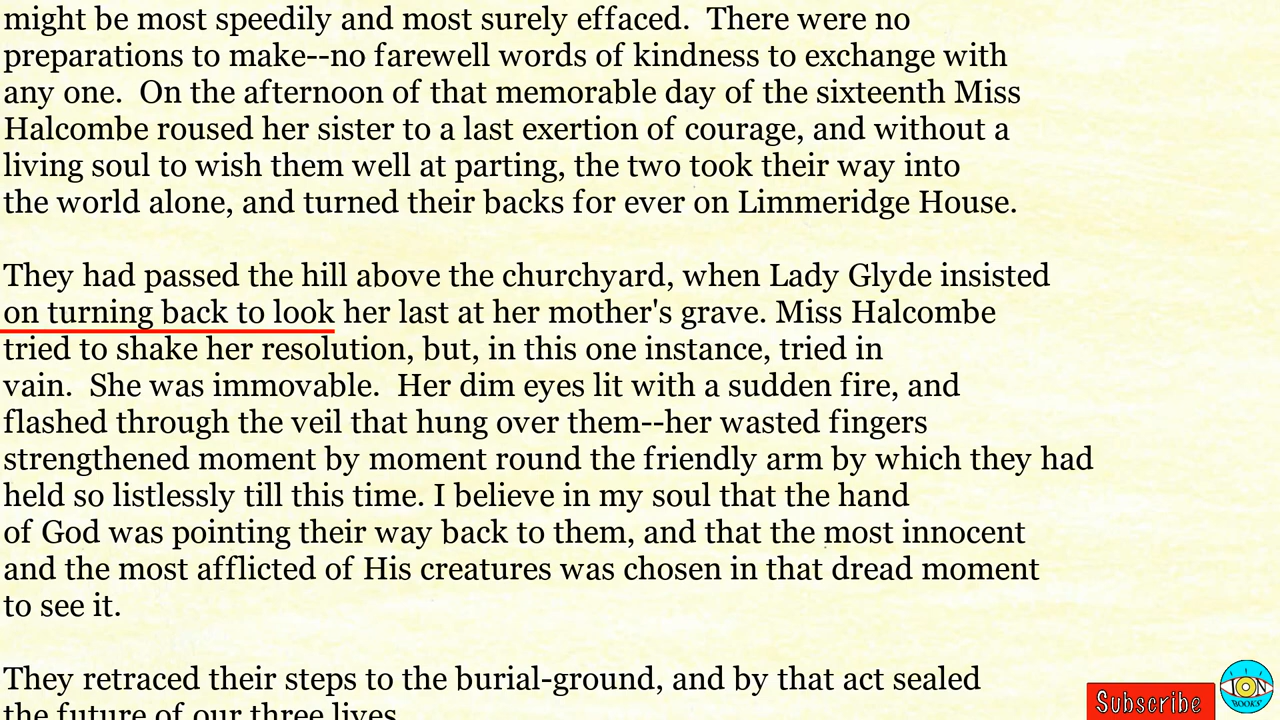 might be most speedily and most surely effaced.  There were no
preparations to make--no farewell words of kindness to exchange with
any one.  On the afternoon of that memorable day of the sixteenth Miss
Halcombe roused her sister to a last exertion of courage, and without a
living soul to wish them well at parting, the two took their way into
the world alone, and turned their backs for ever on Limmeridge House.
They had passed the hill above the churchyard, when Lady Glyde insisted
on turning back to look her last at her mother's grave. Miss Halcombe
tried to shake her resolution, but, in this one instance, tried in
vain.  She was immovable.  Her dim eyes lit with a sudden fire, and
flashed through the veil that hung over them--her wasted fingers
strengthened moment by moment round the friendly arm by which they had
held so listlessly till this time. I believe in my soul that the hand
of God was pointing their way back to them, and that the most innocent
and the most afflicted of His creatures was chosen in that dread moment
to see it.
They retraced their steps to the burial-ground, and by that act sealed
the future of our three lives.
Subscribe
ION
BOOKS